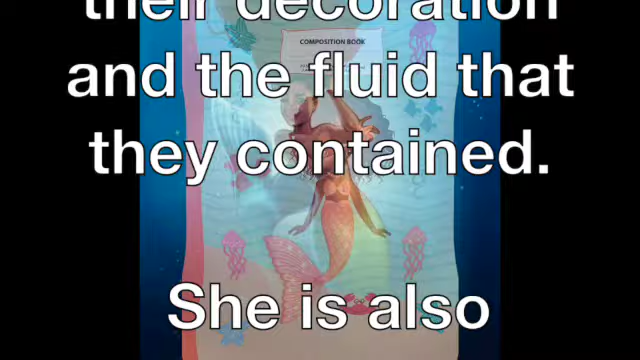 their decoration
COMPOSITION BOOK
and the fluid that
they contained.
She is also